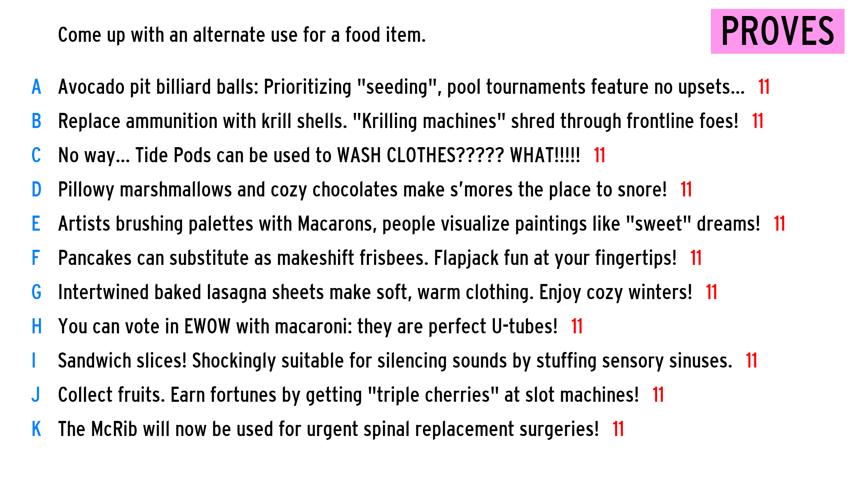 Come up with an alternate use for a food item.
PROVES
A Avocado pit billiard balls: Prioritizing "seeding", pool tournaments feature no upsets... 11
B Replace ammunition with krill shells. "Krilling machines" shred through frontline foes! 11
C No way... Tide Pods can be used to WASH CLOTHES????? WHAT!!!!! 11
D Pillowy marshmallows and cozy chocolates make s'mores the place to snore! 11
E Artists brushing palettes with Macarons, people visualize paintings like "sweet" dreams! 11
F Pancakes can substitute as makeshift frisbees. Flapjack fun at your fingertips! 11
G Intertwined baked lasagna sheets make soft, warm clothing. Enjoy cozy winters! 11
H You can vote in EWOW with macaroni: they are perfect U-tubes! 11
I Sandwich slices! Shockingly suitable for silencing sounds by stuffing sensory sinuses. 11
J Collect fruits. Earn fortunes by getting "triple cherries" at slot machines! 11
K The McRib will now be used for urgent spinal replacement surgeries! 11